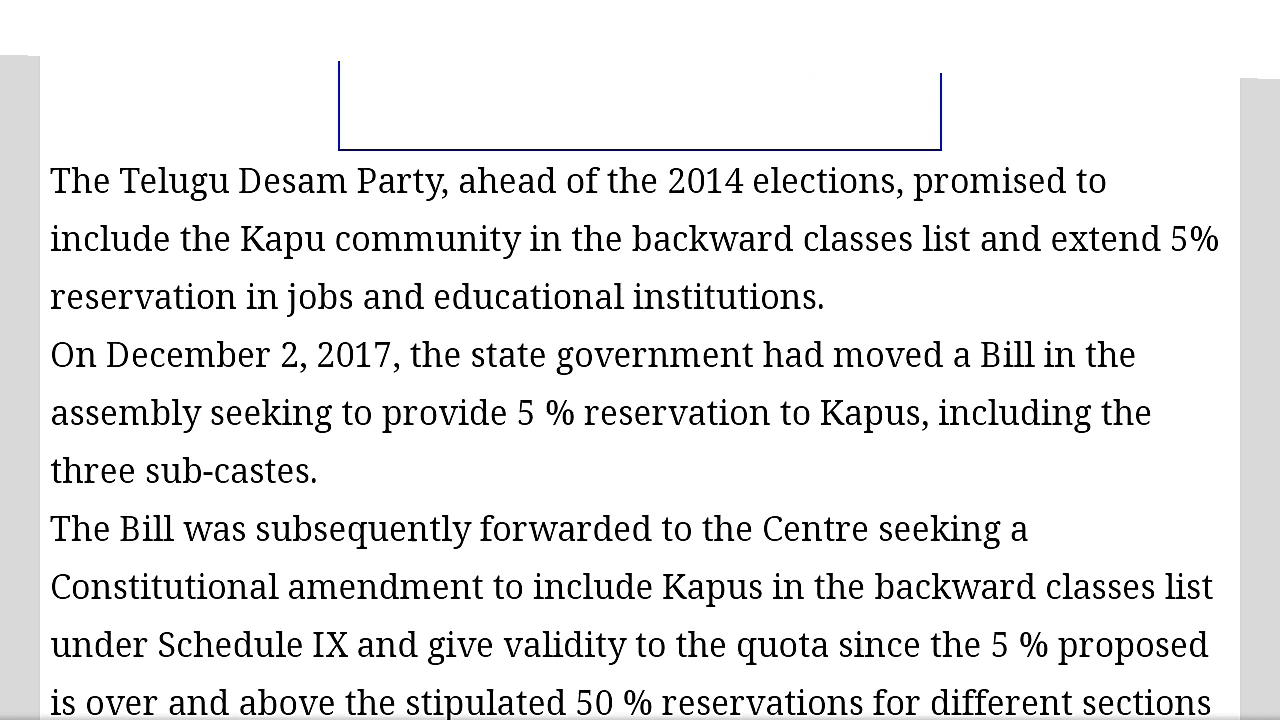 The Telugu Desam Party, ahead of the 2014 elections, promised to
include the Kapu community in the backward classes list and extend 5%
reservation in jobs and educational institutions.
On December 2, 2017, the state government had moved a Bill in the
assembly seeking to provide 5 % reservation to Kapus, including the
three sub-castes.
The Bill was subsequently forwarded to the Centre seeking a
Constitutional amendment to include Kapus in the backward classes list
under Schedule IX and give validity to the quota since the 5 % proposed
is over and above the stipulated 50 % reservations for different sections